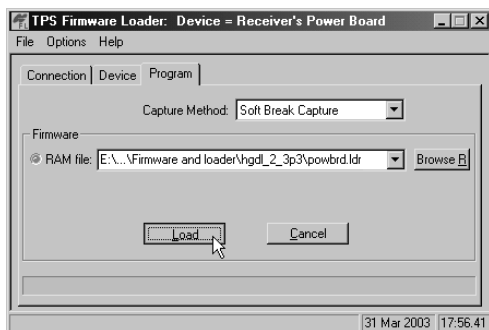 TPS Firmware Loader: Device = Receiver's Power Board
File Options Help
Connection Device Program
Capture Method: Soft Break Capture
Firmware
RAM file: E:\...\Firmware and loader\hgdl_2_3p3\powbrd.ldr Browse R
Load Cancel
31 Mar 2003 17:56.41